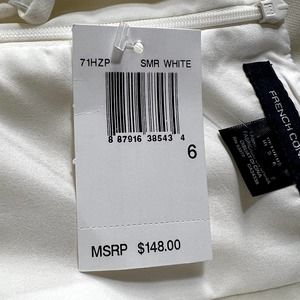 71HZP SMR WHITE
8 87916 38543 4
6
MSRP $148.00
FRENCH CON